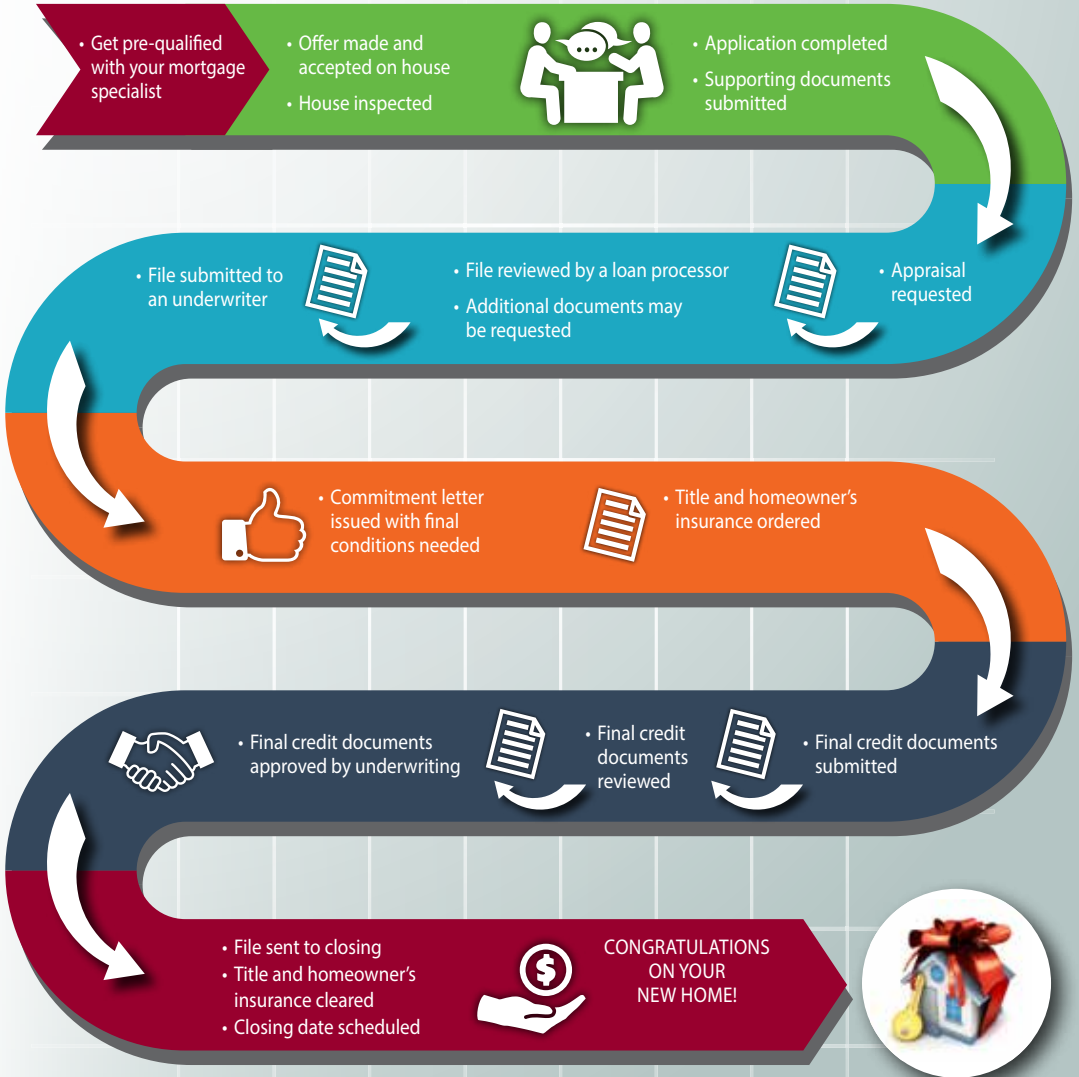 • Get pre-qualified
with your mortgage
specialist
• Offer made and
accepted on house
• House inspected
• Application completed
• Supporting documents
submitted
• Appraisal
requested
• File reviewed by a loan processor
• Additional documents may
be requested
• File submitted to
an underwriter
• Commitment letter
issued with final
conditions needed
• Title and homeowner's
insurance ordered
• Final credit documents
submitted
• Final credit
documents
reviewed
• Final credit documents
approved by underwriting
• File sent to closing
• Title and homeowner's
insurance cleared
• Closing date scheduled
$
CONGRATULATIONS
ON YOUR
NEW HOME!